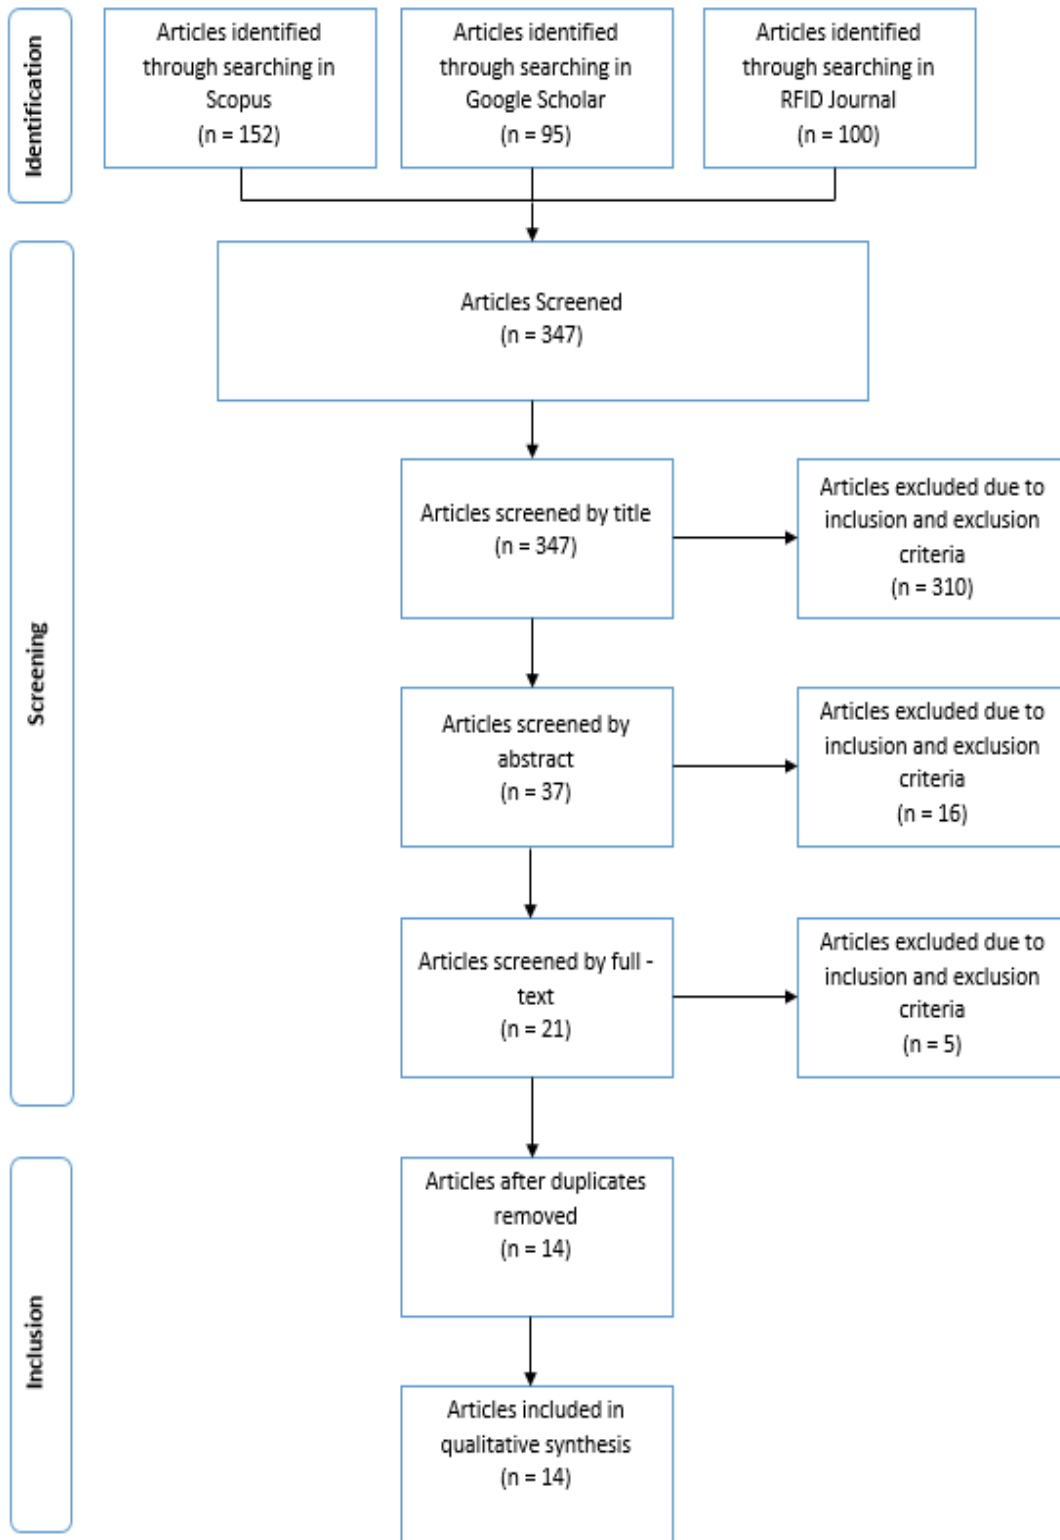 Identification
Articles identified
through searching in
Scopus
(n = 152)
Articles identified
through searching in
Google Scholar
(n = 95)
Articles identified
through searching in
RFID Journal
(n = 100)
Screening
Articles Screened
(n = 347)
Articles screened by title
(n = 347)
Articles excluded due to
inclusion and exclusion
criteria
(n = 310)
Articles screened by
abstract
(n = 37)
Articles excluded due to
inclusion and exclusion
criteria
(n = 16)
Articles screened by full -
text
(n = 21)
Articles excluded due to
inclusion and exclusion
criteria
(n = 5)
Inclusion
Articles after duplicates
removed
(n = 14)
Articles included in
qualitative synthesis
(n = 14)